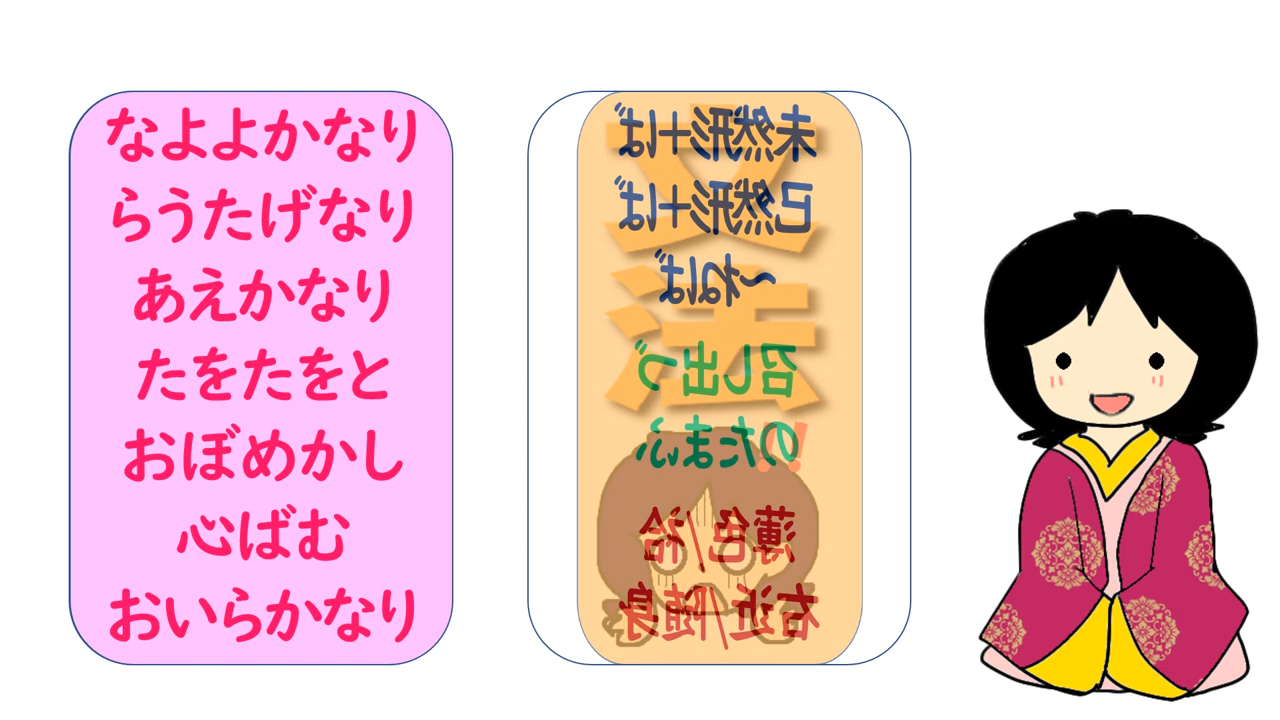 なよよかなり
らうたげなり
あえかなり
たをたをと
おぼめかし
心ばむ
おいらかなり
未然形+ば
已然形+ば
～ねば
召し出づ
のたまふ
薄色/袷
右近/随身
文法
!!